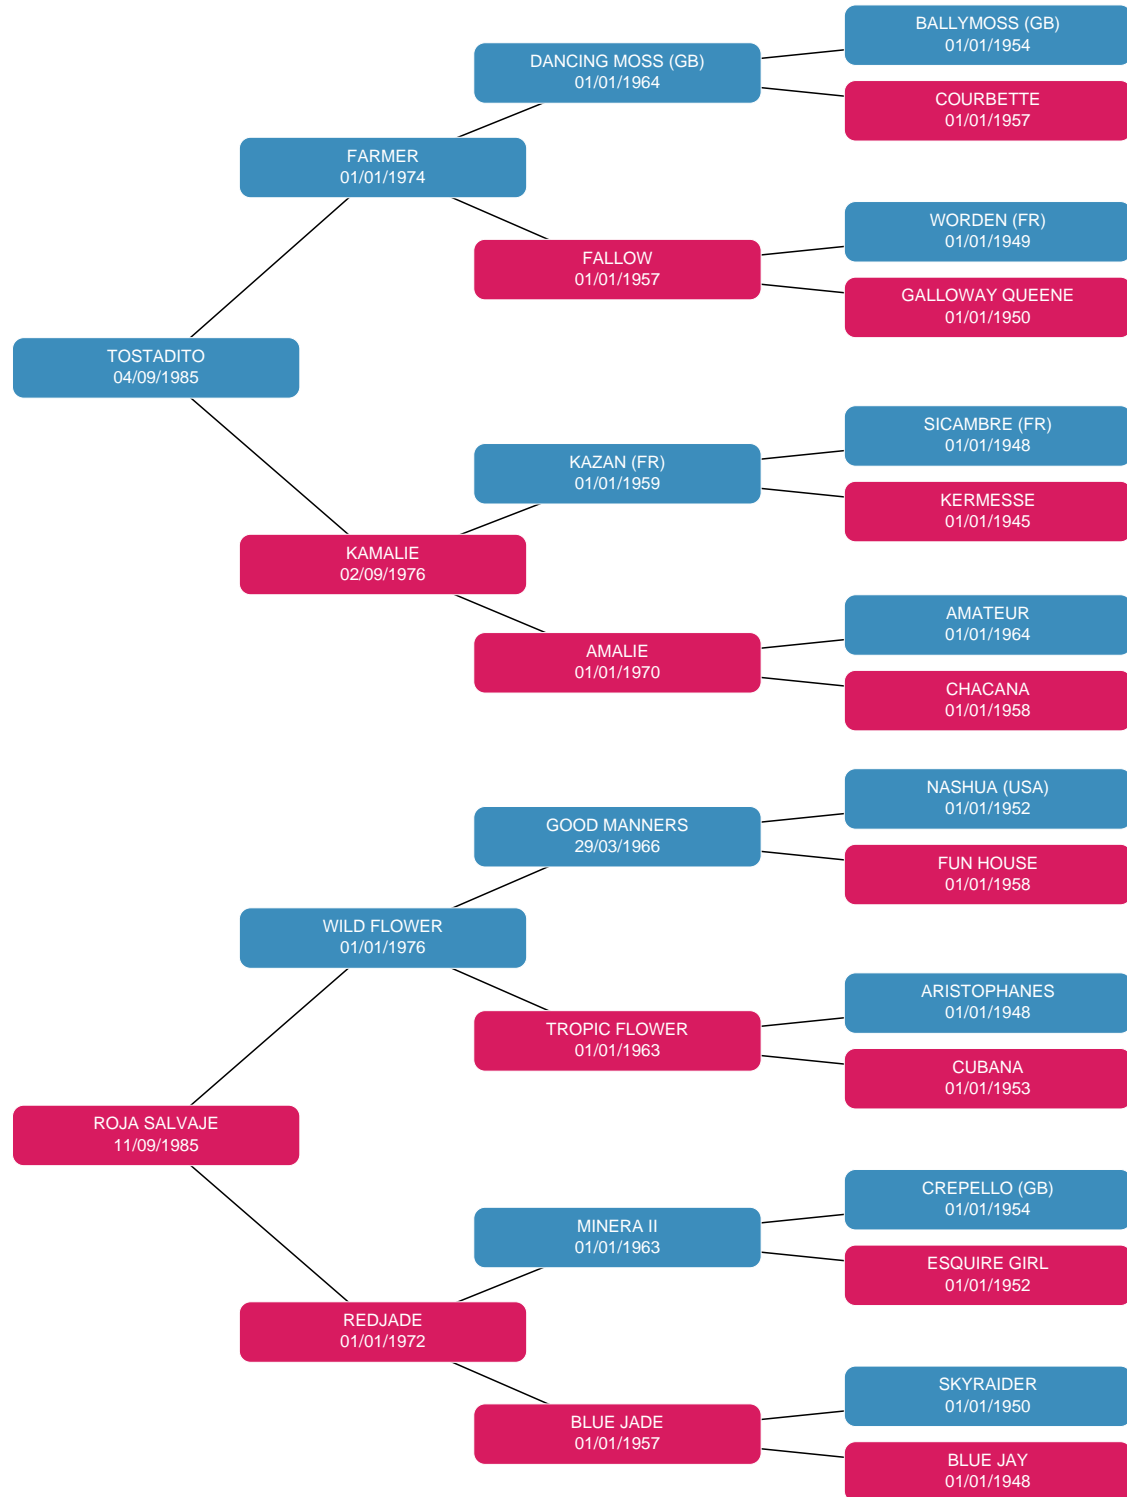 BALLYMOSS (GB)
01/01/1954
DANCING MOSS (GB)
01/01/1964
COURBETTE
01/01/1957
FARMER
01/01/1974
WORDEN (FR)
01/01/1949
FALLOW
01/01/1957
GALLOWAY QUEENE
01/01/1950
TOSTADITO
04/09/1985
SICAMBRE (FR)
01/01/1948
KAZAN (FR)
01/01/1959
KERMESSE
01/01/1945
KAMALIE
02/09/1976
AMATEUR
01/01/1964
AMALIE
01/01/1970
CHACANA
01/01/1958
NASHUA (USA)
01/01/1952
GOOD MANNERS
29/03/1966
FUN HOUSE
01/01/1958
WILD FLOWER
01/01/1976
ARISTOPHANES
01/01/1948
TROPIC FLOWER
01/01/1963
CUBANA
01/01/1953
ROJA SALVAJE
11/09/1985
CREPELLO (GB)
01/01/1954
MINERA II
01/01/1963
ESQUIRE GIRL
01/01/1952
REDJADE
01/01/1972
SKYRAIDER
01/01/1950
BLUE JADE
01/01/1957
BLUE JAY
01/01/1948